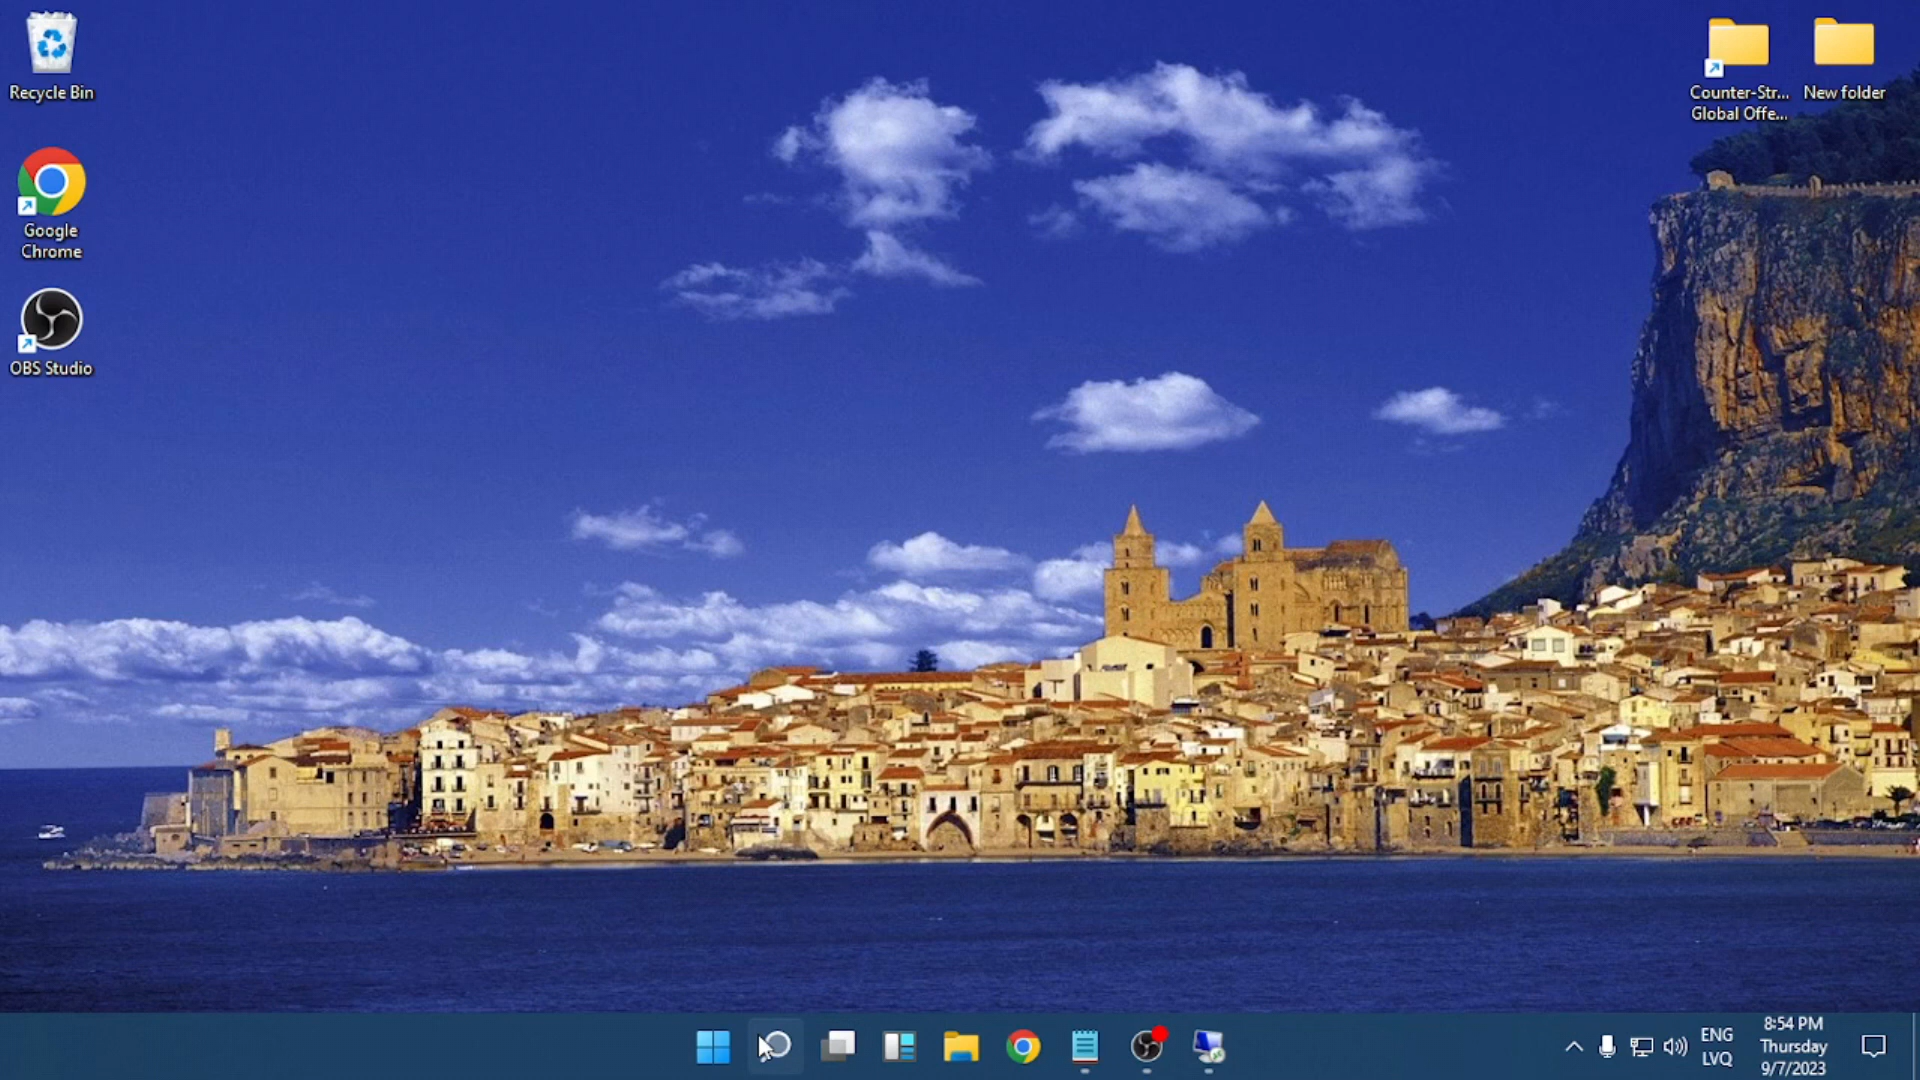 Recycle Bin
Google
Chrome
OBS Studio
Counter-Str...
Global Offe...
New folder
ENG
LVQ
8:54 PM
Thursday
9/7/2023